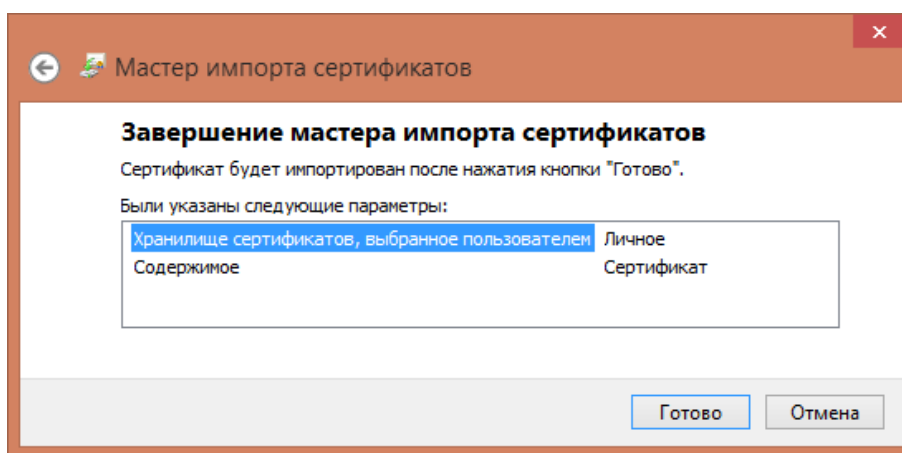 Мастер импорта сертификатов
Завершение мастера импорта сертификатов
Сертификат будет импортирован после нажатия кнопки "Готово".
Были указаны следующие параметры:
Хранилище сертификатов, выбранное пользователем Личное
Содержимое Сертификат
Готово Отмена